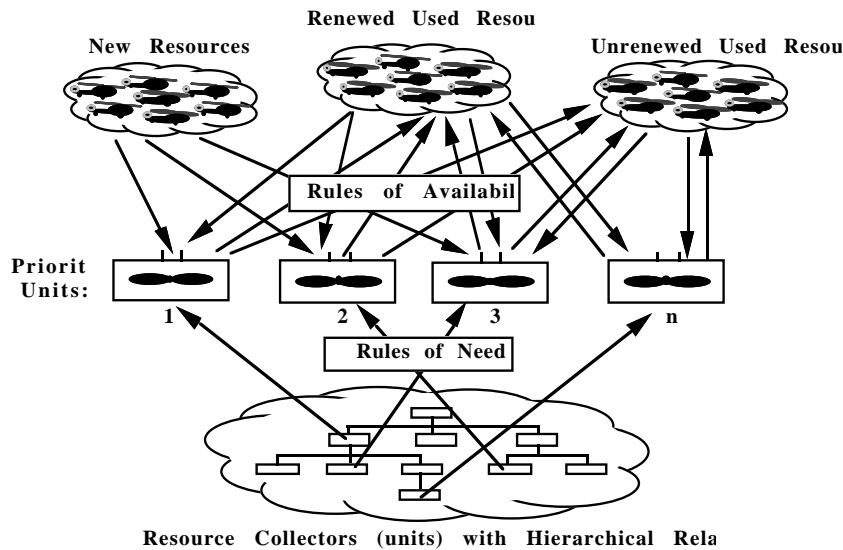 Renewed Used Resou
New Resources
Unrenewed Used Resou
Rules of Availabil
Priorit
Units:
1
2
3
n
Rules of Need
Resource Collectors (units) with Hierarchical Rela